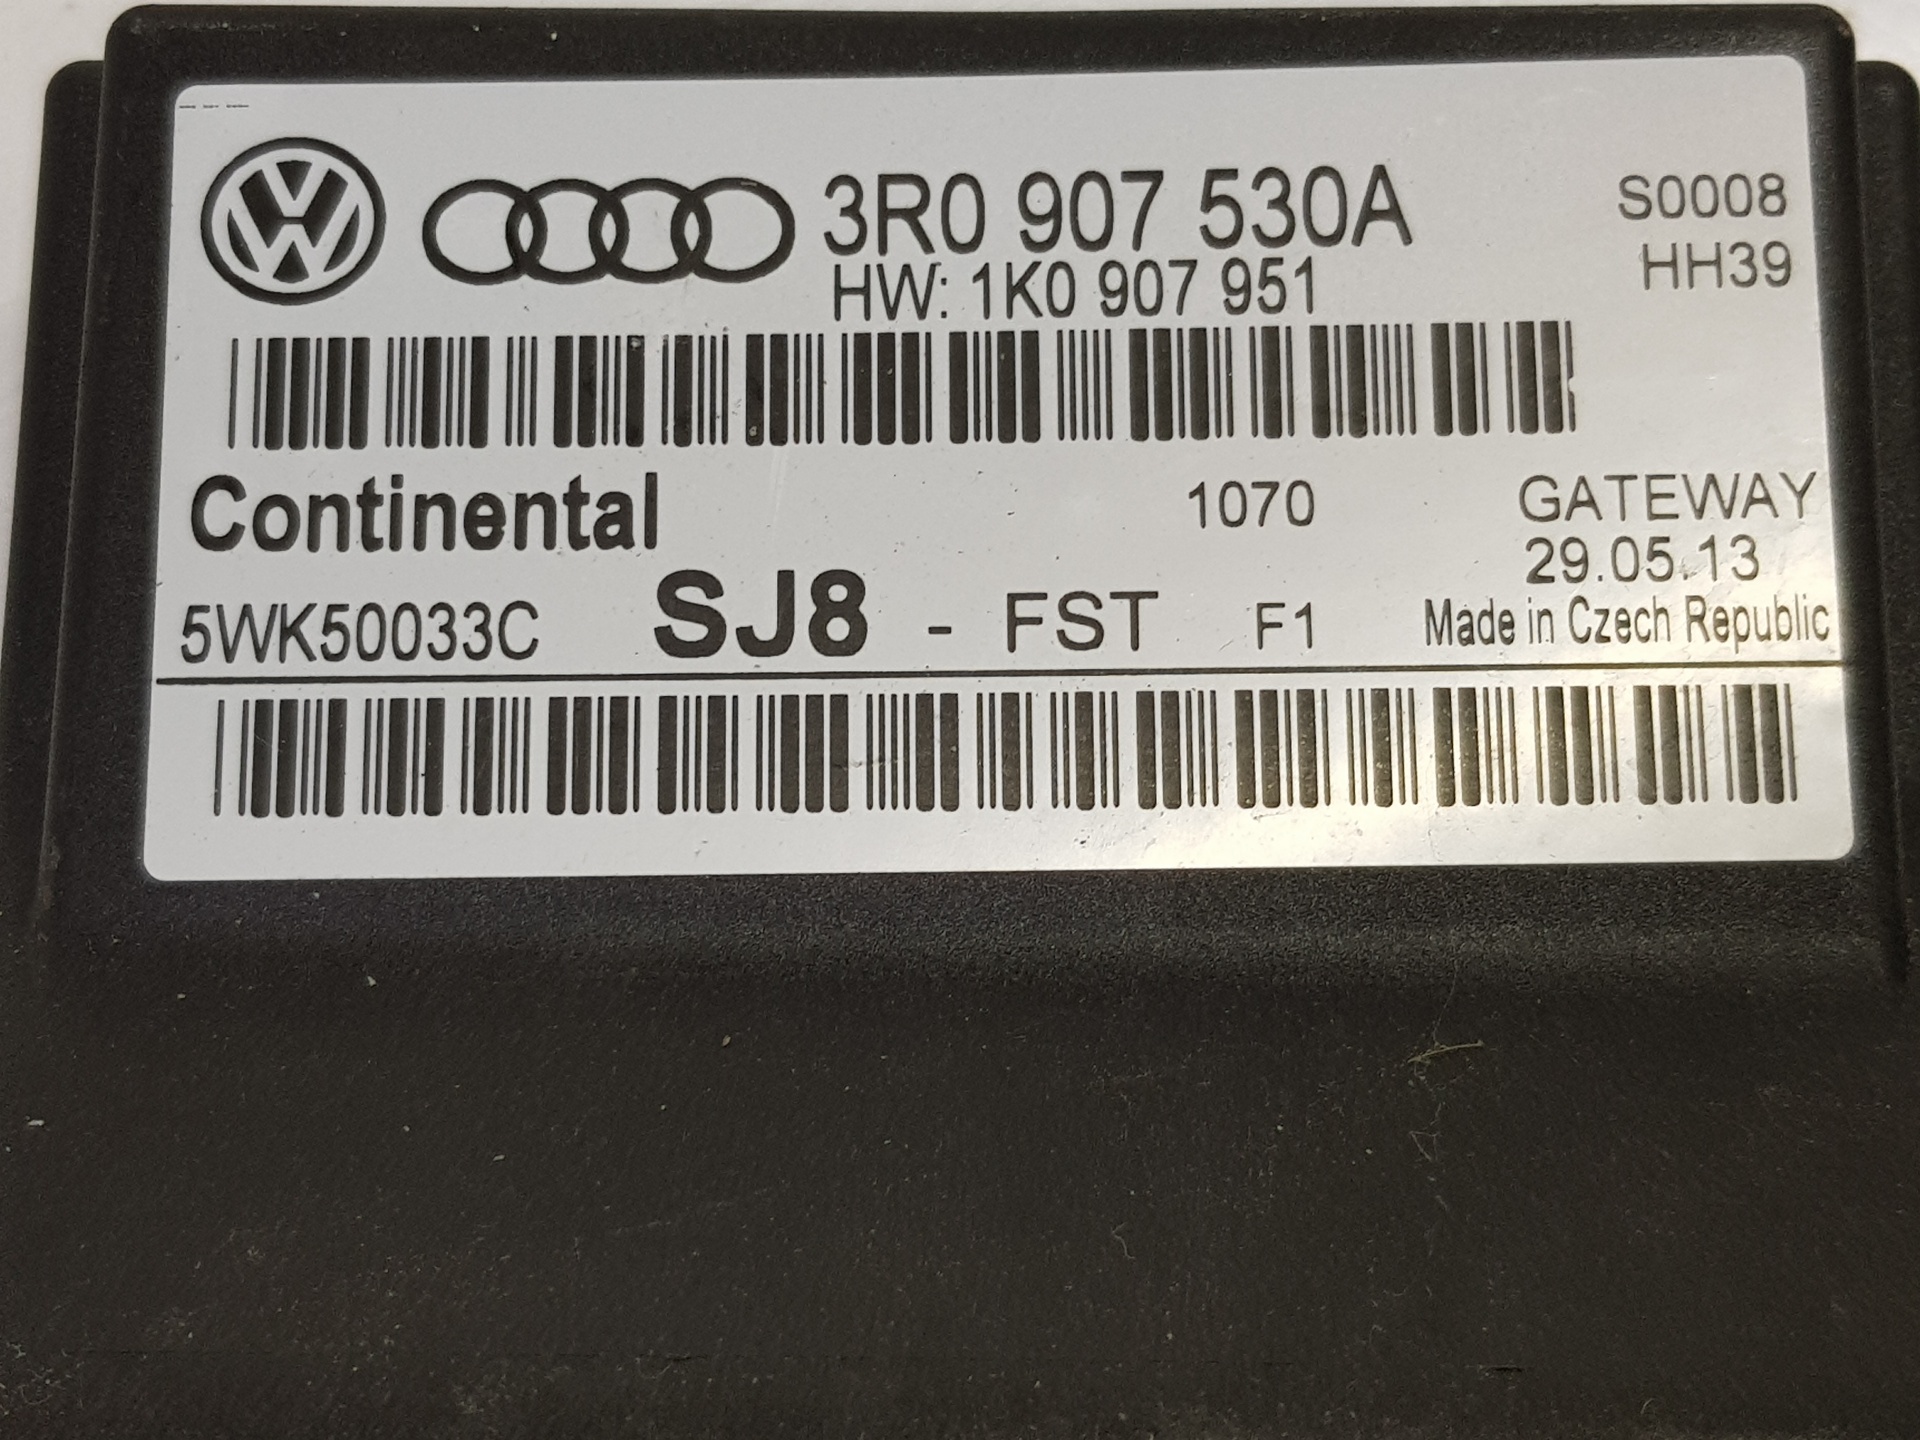 3R0 907 530A
S0008
HW: 1K0 907 951
HH39
Continental
1070
GATEWAY
29.05.13
5WK50033C
SJ8 - FST F1
Made in Czech Republic